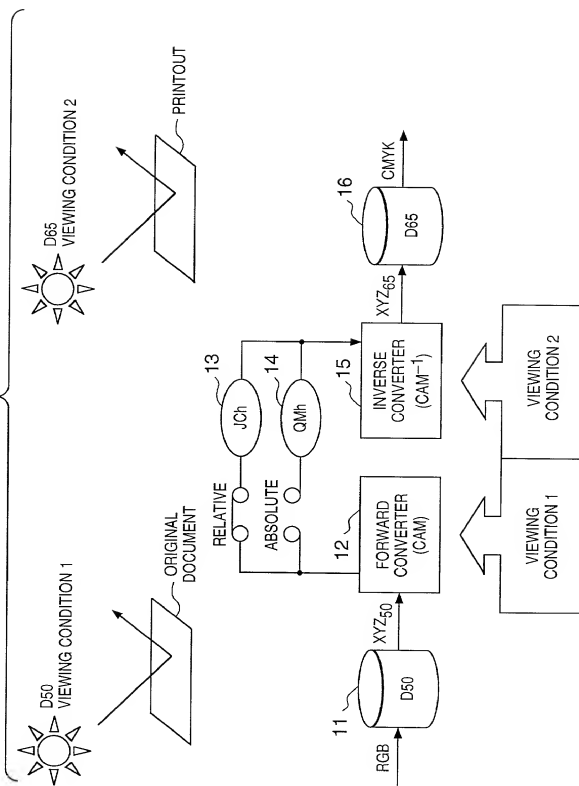 D50
VIEWING CONDITION 1
ORIGINAL
DOCUMENT
D65
VIEWING CONDITION 2
PRINTOUT
RGB
11
D50
XYZ50
12
FORWARD
CONVERTER
(CAM)
RELATIVE
ABSOLUTE
13
JCh
14
QMh
15
INVERSE
CONVERTER
(CAM⁻¹)
XYZ65
16
D65
CMYK
VIEWING
CONDITION 1
VIEWING
CONDITION 2